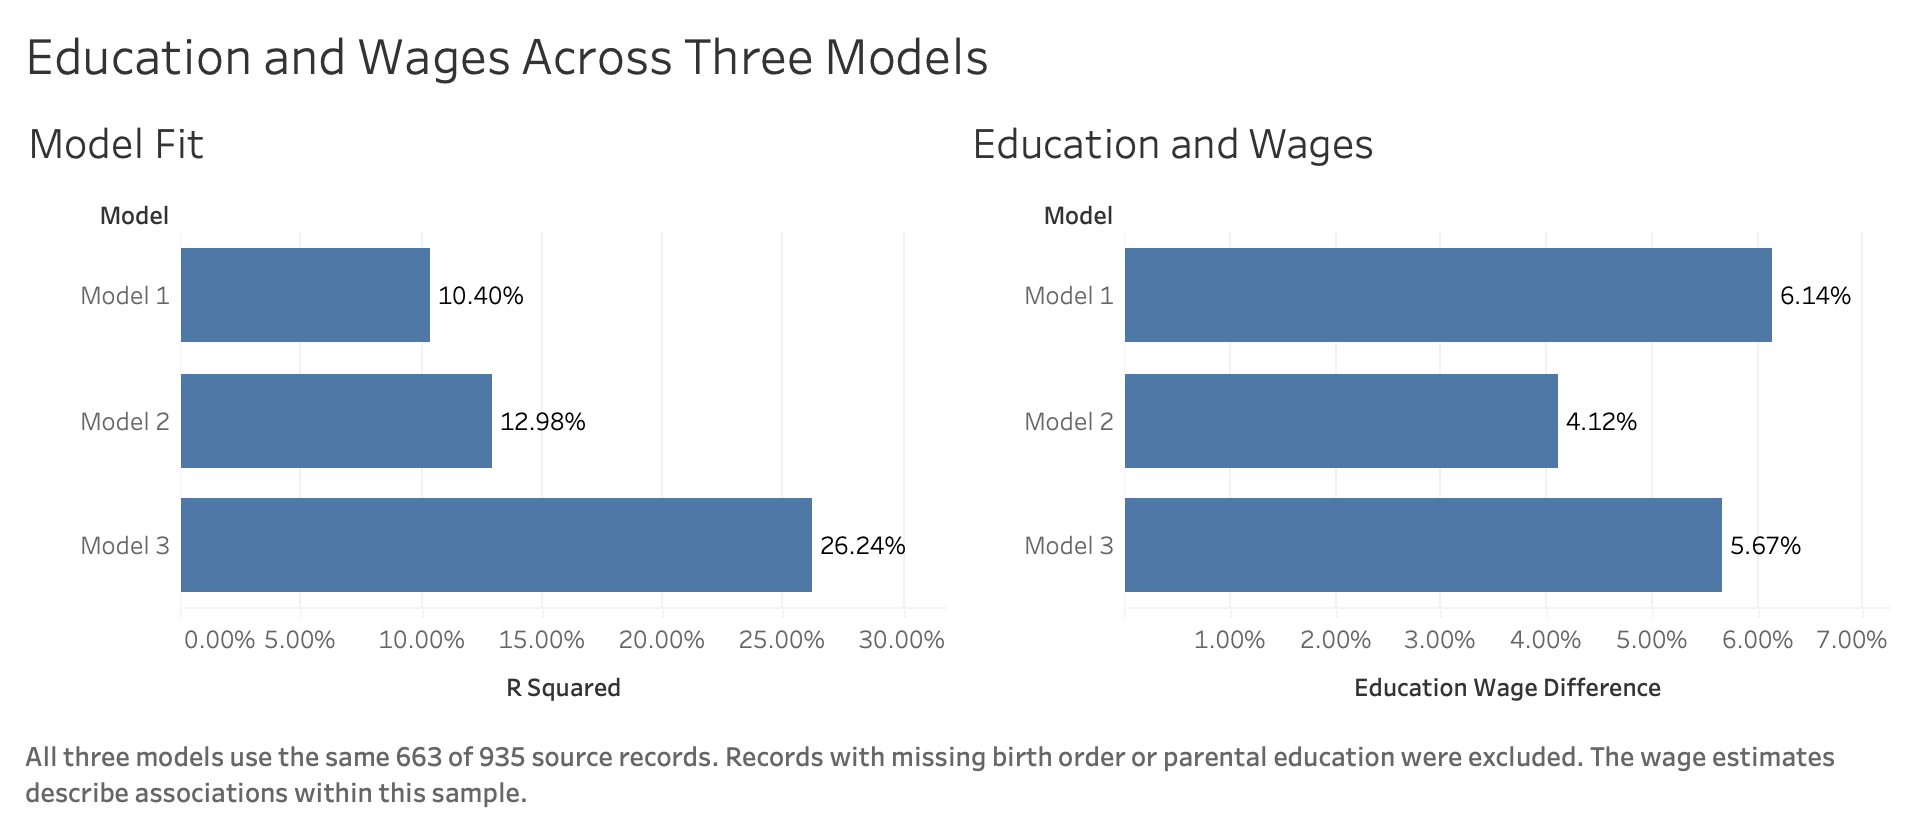 Education and Wages Across Three Models
Model Fit
Model
Model 1
10.40%
Model 2
12.98%
Model 3
26.24%
0.00% 5.00% 10.00% 15.00% 20.00% 25.00% 30.00%
R Squared
Education and Wages
Model
Model 1
6.14%
Model 2
4.12%
Model 3
5.67%
1.00% 2.00% 3.00% 4.00% 5.00% 6.00% 7.00%
Education Wage Difference
All three models use the same 663 of 935 source records. Records with missing birth order or parental education were excluded. The wage estimates
describe associations within this sample.